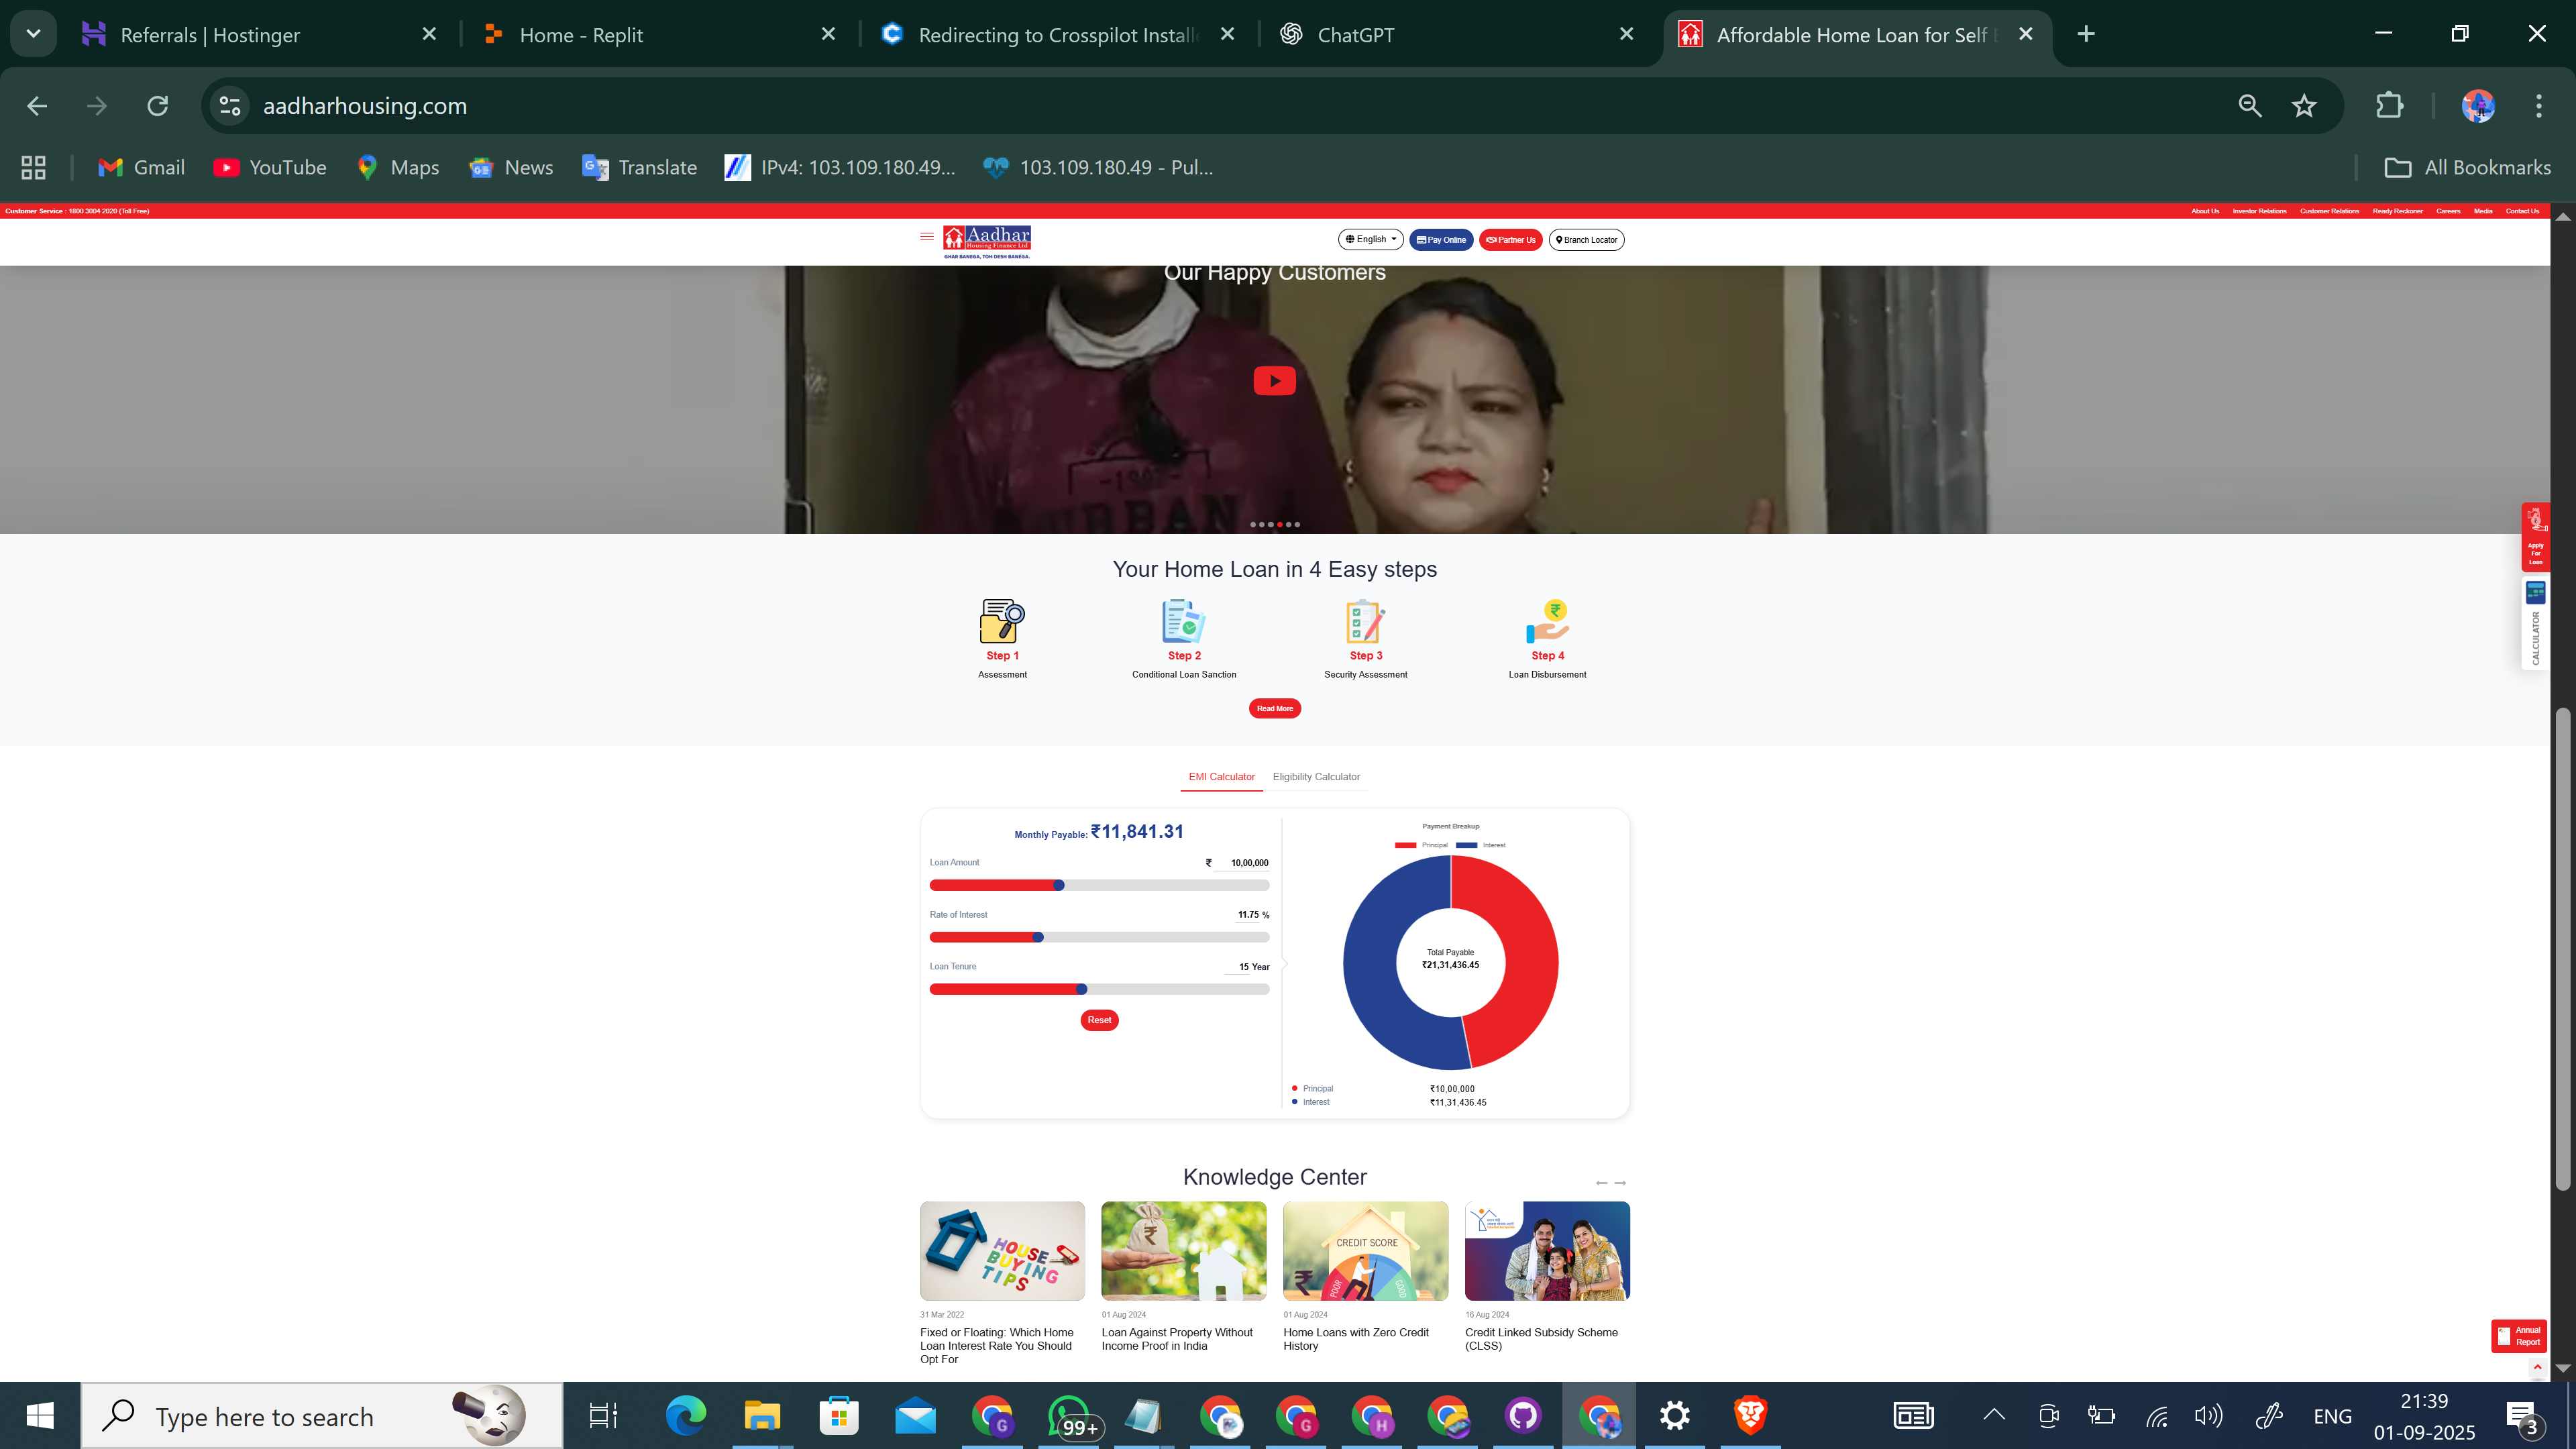 Referrals | Hostinger
Home - Replit
Redirecting to Crosspilot Install
ChatGPT
Affordable Home Loan for Self
aadharhousing.com
Gmail
YouTube
Maps
News
Translate
IPv4: 103.109.180.49...
103.109.180.49 - Pul...
All Bookmarks
Customer Service : 1800 3004 2020 (Toll Free)
About Us
Investor Relations
Customer Relations
Ready Reckoner
Careers
Media
Contact Us
Aadhar
Housing Finance Ltd
GHAR BANEGA, TOH DESH BANEGA.
English
Pay Online
Partner Us
Branch Locator
Our Happy Customers
URBAN
Apply
For
Loan
CALCULATOR
Your Home Loan in 4 Easy steps
Step 1
Assessment
Step 2
Conditional Loan Sanction
Step 3
Security Assessment
Step 4
Loan Disbursement
Read More
EMI Calculator
Eligibility Calculator
Monthly Payable: ₹11,841.31
Loan Amount
₹ 10,00,000
Rate of Interest
11.75 %
Loan Tenure
15 Year
Reset
Payment Breakup
Principal
Interest
Total Payable
₹21,31,436.45
Principal
₹10,00,000
Interest
₹11,31,436.45
Knowledge Center
HOUSE
BUYING
TIPS
CREDIT SCORE
POOR
GOOD
31 Mar 2022
Fixed or Floating: Which Home
Loan Interest Rate You Should
Opt For
01 Aug 2024
Loan Against Property Without
Income Proof in India
01 Aug 2024
Home Loans with Zero Credit
History
16 Aug 2024
Credit Linked Subsidy Scheme
(CLSS)
Annual
Report
Type here to search
G
99+
G
H
ENG
21:39
01-09-2025
3